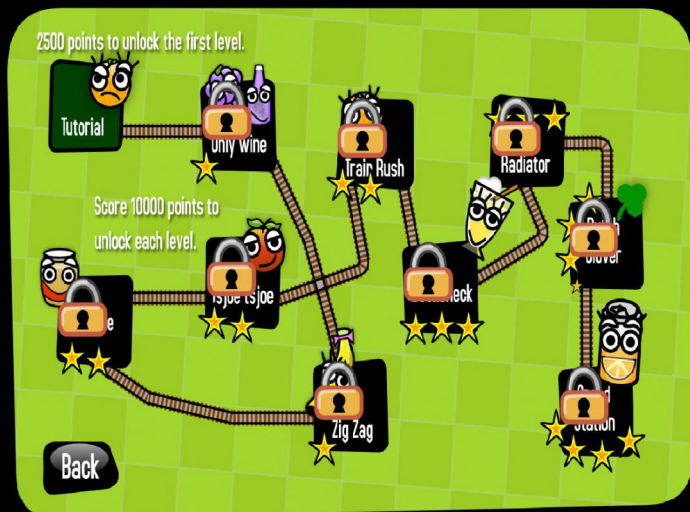 2500 points to unlock the first level.
Tutorial
Only Wine
Train Rush
Radiator
Score 10000 points to
unlock each level.
Tsjoe Tsjoe
Zig Zag
Station
Back